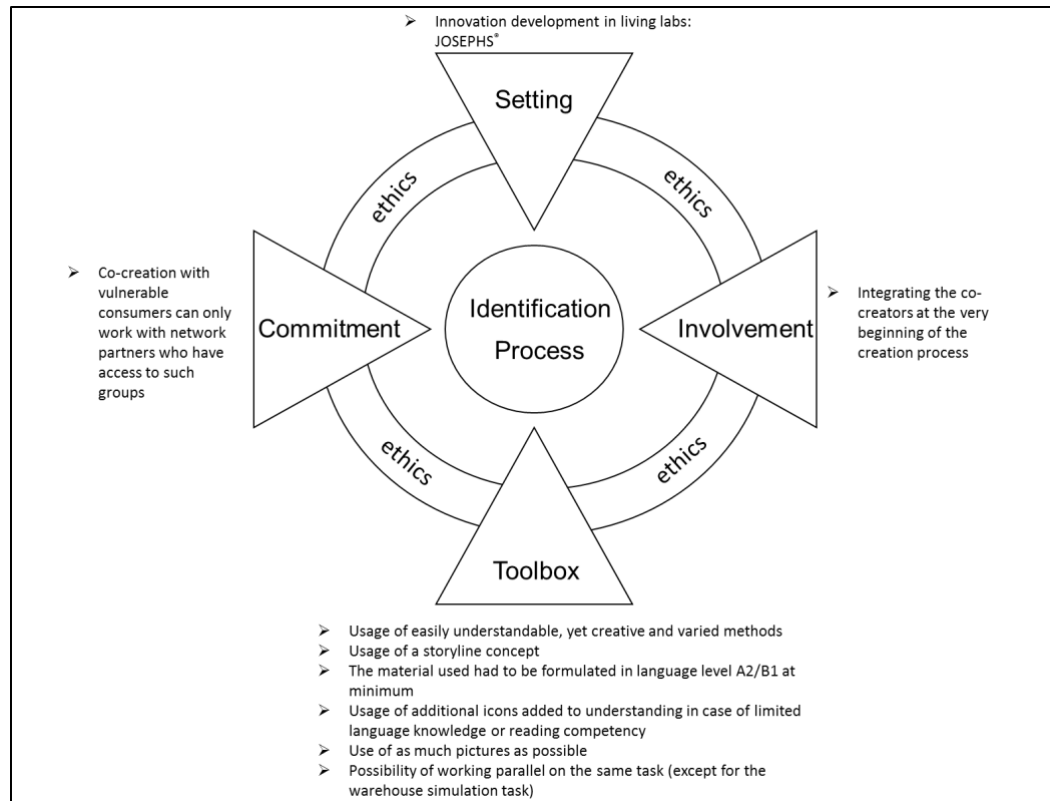 ➢ Innovation development in living labs:
JOSEPHS®
Setting
ethics
ethics
➢ Co-creation with
vulnerable
consumers can only
work with network
partners who have
access to such
groups
Commitment
Identification
Process
Involvement
➢ Integrating the co-
creators at the very
beginning of the
creation process
ethics
ethics
Toolbox
➢ Usage of easily understandable, yet creative and varied methods
➢ Usage of a storyline concept
➢ The material used had to be formulated in language level A2/B1 at
minimum
➢ Usage of additional icons added to understanding in case of limited
language knowledge or reading competency
➢ Use of as much pictures as possible
➢ Possibility of working parallel on the same task (except for the
warehouse simulation task)